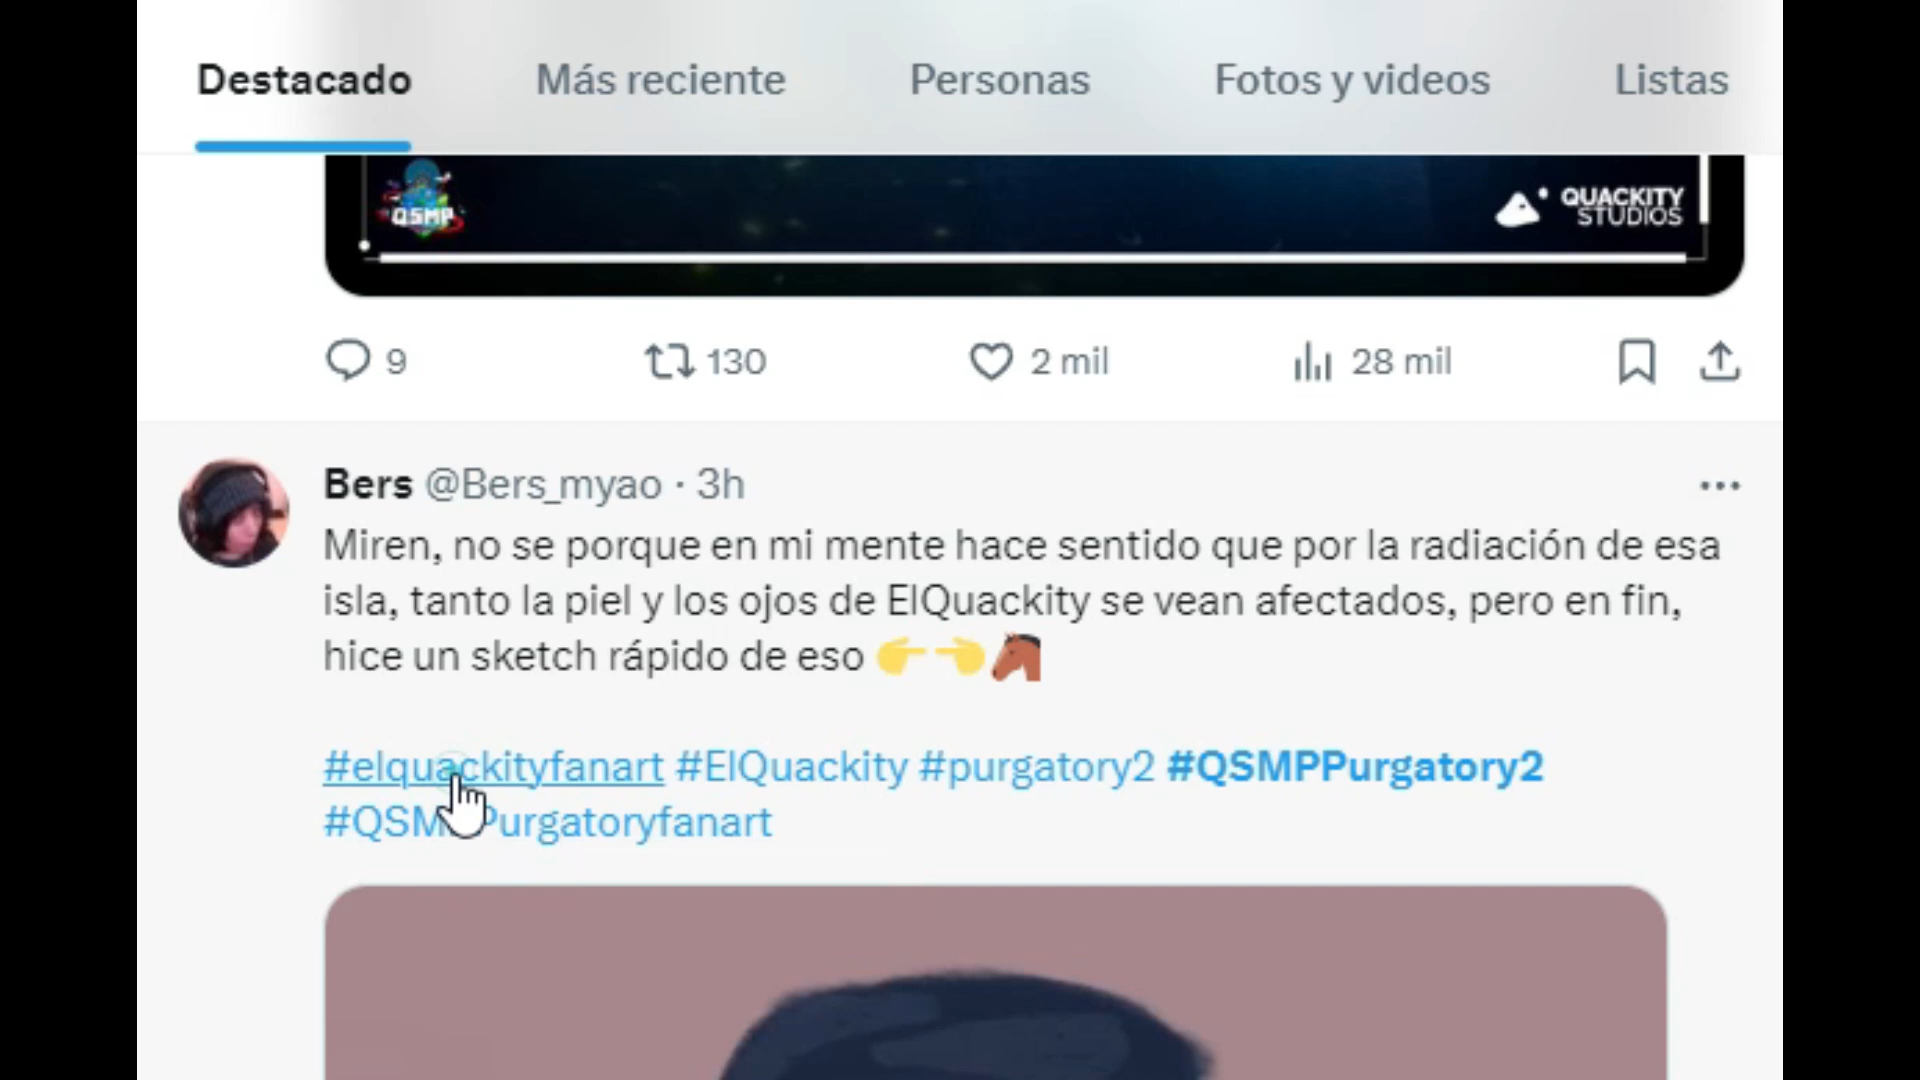 Destacado Más reciente Personas Fotos y videos Listas
QSMP
QUACKITY
STUDIOS
9 130 2 mil 28 mil
Bers @Bers_myao · 3h
Miren, no se porque en mi mente hace sentido que por la radiación de esa
isla, tanto la piel y los ojos de ElQuackity se vean afectados, pero en fin,
hice un sketch rápido de eso 👉👈🐴
#elquackityfanart #ElQuackity #purgatory2 #QSMPPurgatory2
#QSMPPurgatoryfanart